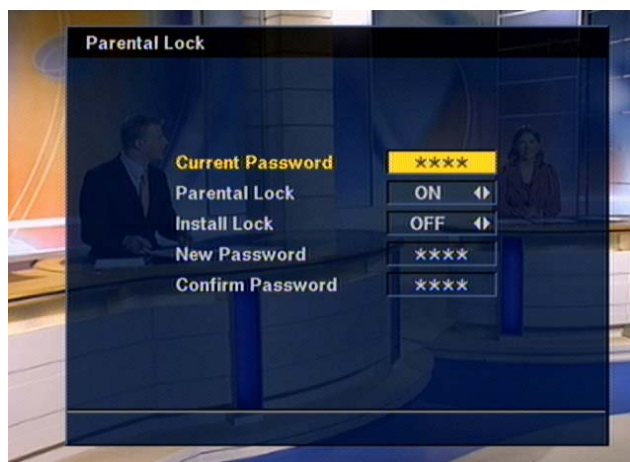 Parental Lock
Current Password ****
Parental Lock ON
Install Lock OFF
New Password ****
Confirm Password ****